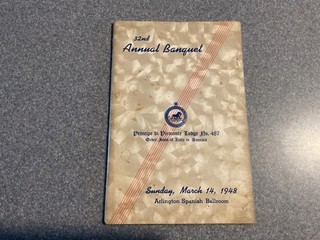 32nd
Annual Banquet
Principe di Piemonte Lodge No. 487
Order Sons of Italy in America
Sunday, March 14, 1948
Arlington Spanish Ballroom